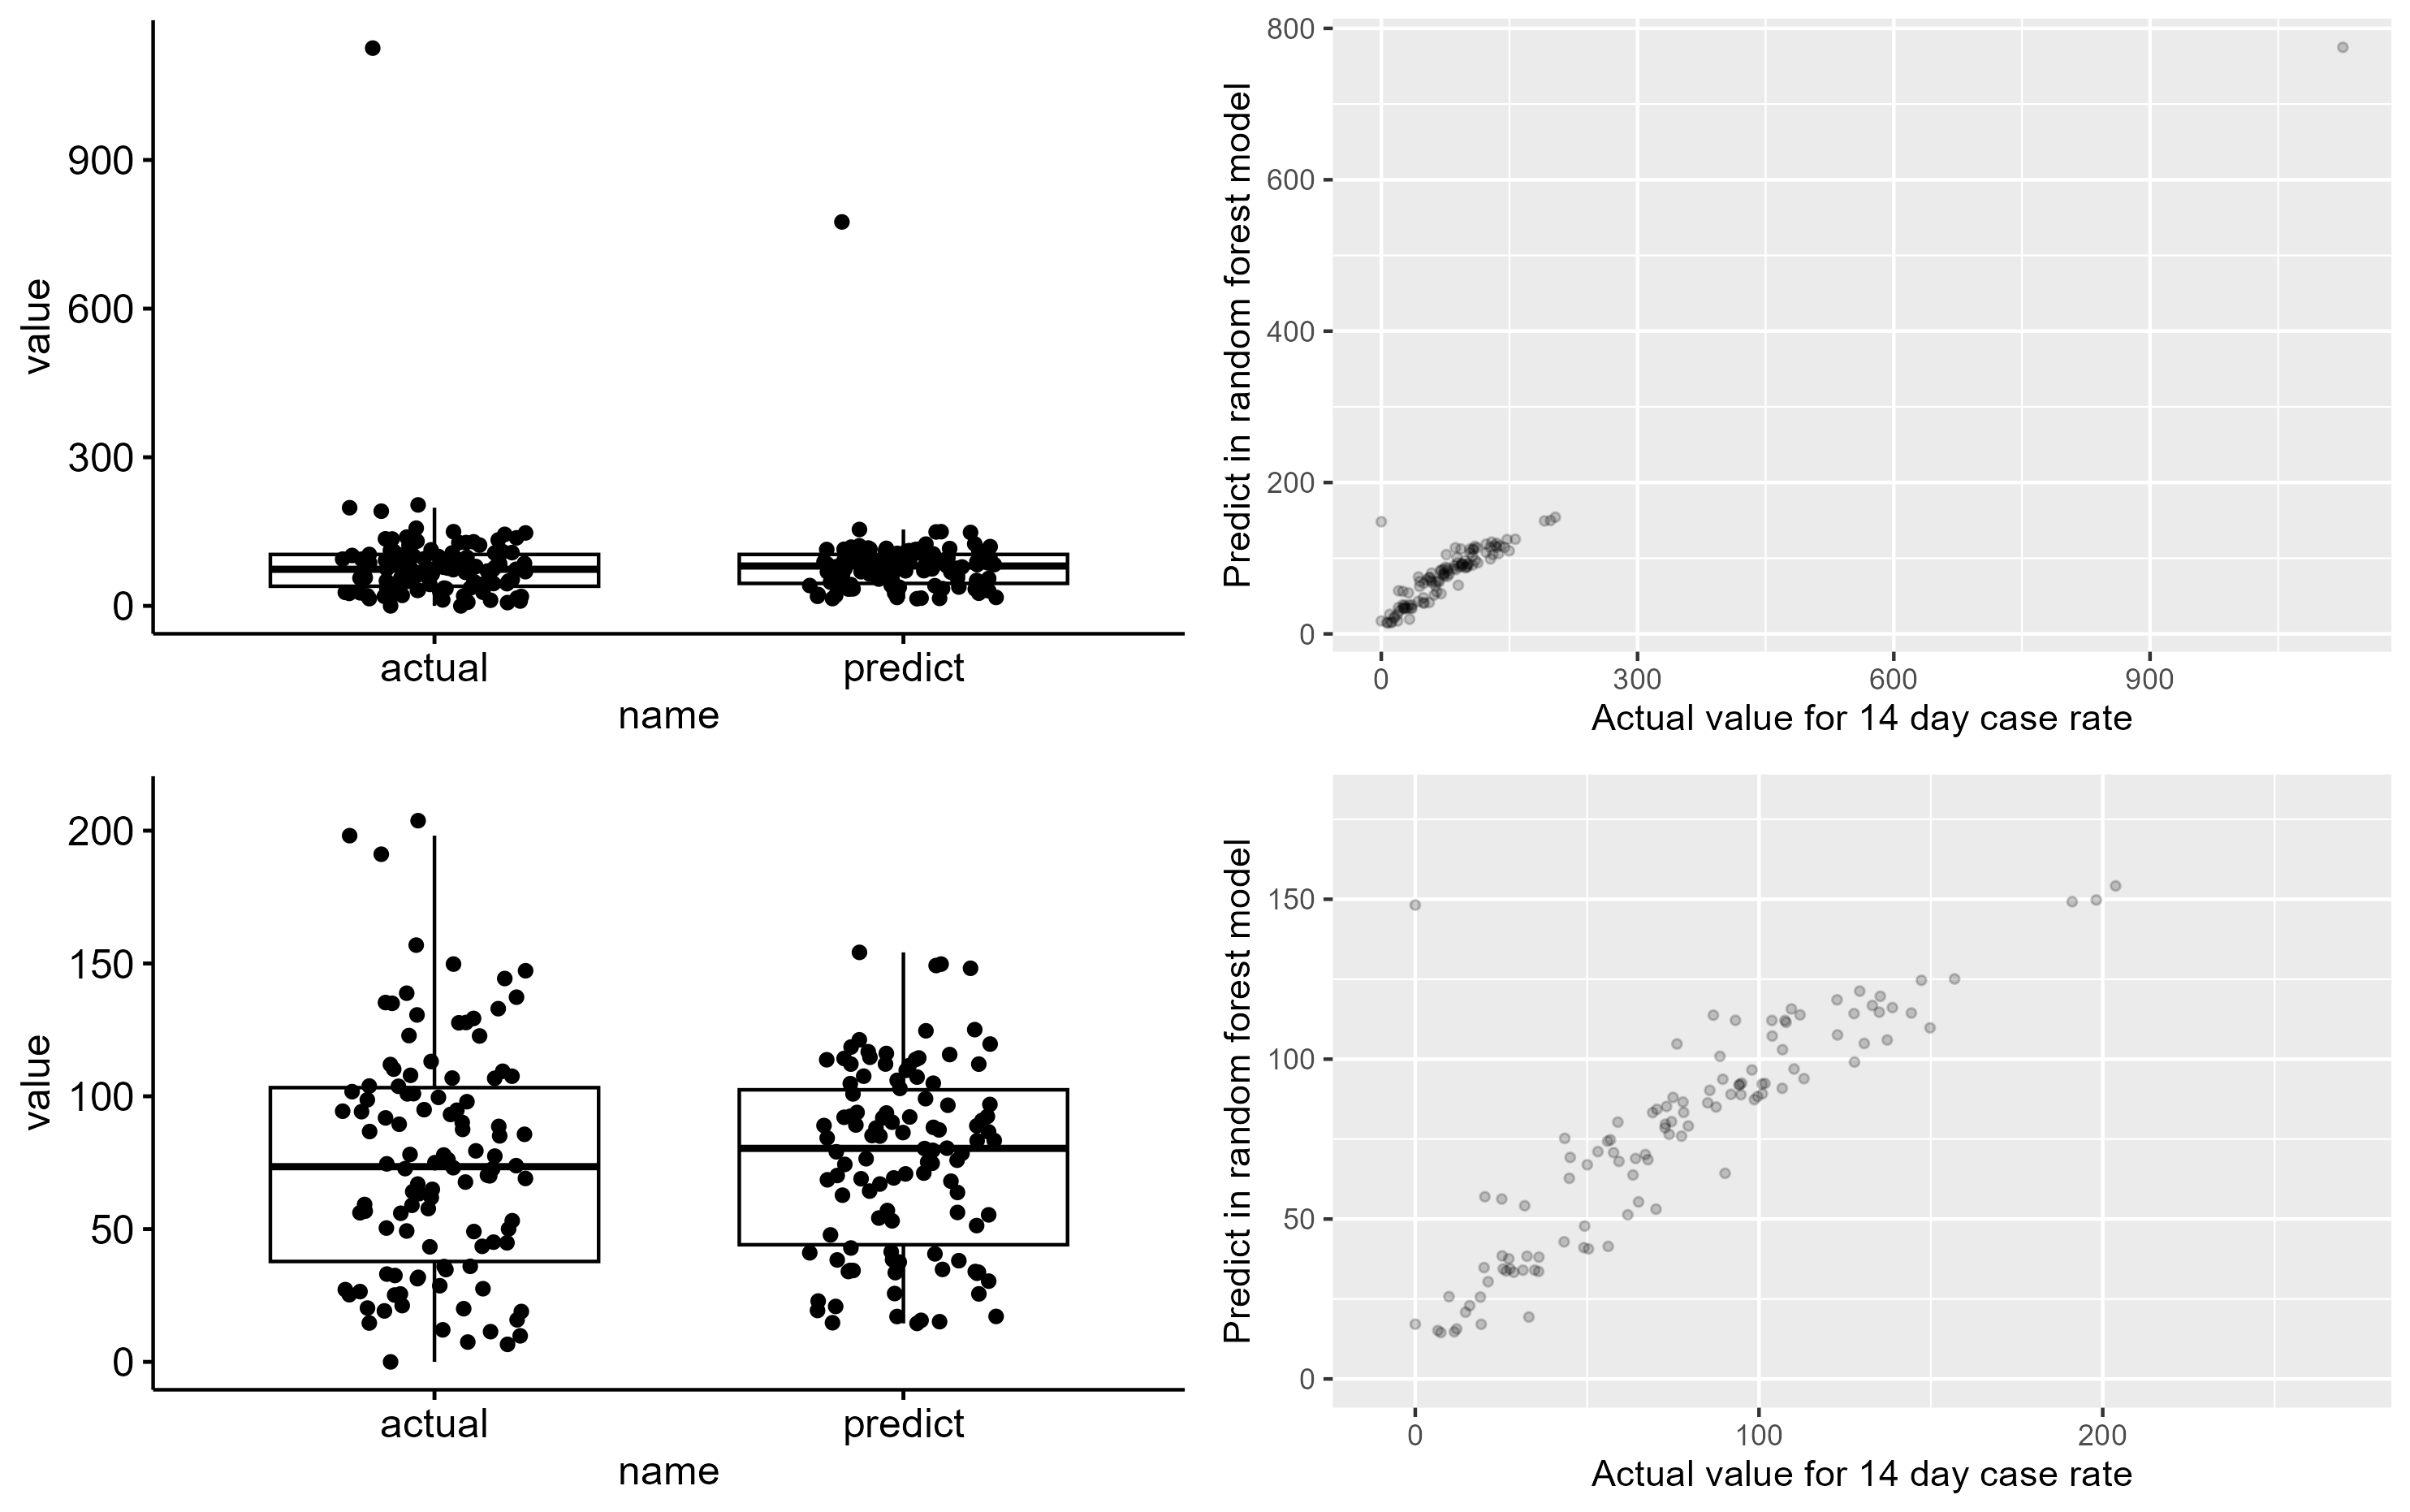 value
900
600
300
0
actual predict
name
Predict in random forest model
800
600
400
200
0
0 300 600 900
Actual value for 14 day case rate
value
200
150
100
50
0
actual predict
name
Predict in random forest model
150
100
50
0
0 100 200
Actual value for 14 day case rate